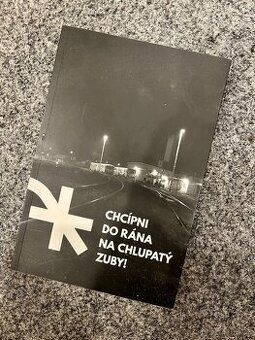 CHCÍPNI
DO RÁNA
NA CHLUPATÝ
ZUBY!